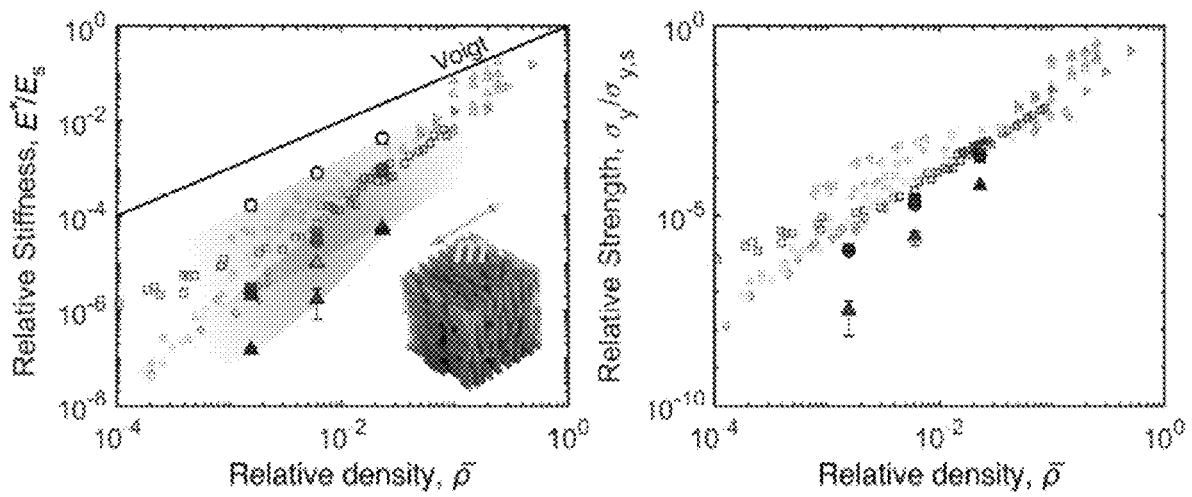 Relative Stiffness, E*/Es
10^0
10^-2
10^-4
10^-6
10^-8
Voigt
10^-4
10^-2
10^0
Relative density, ρ̄
Relative Strength, σy/σy,s
10^0
10^-5
10^-10
10^-4
10^-2
10^0
Relative density, ρ̄